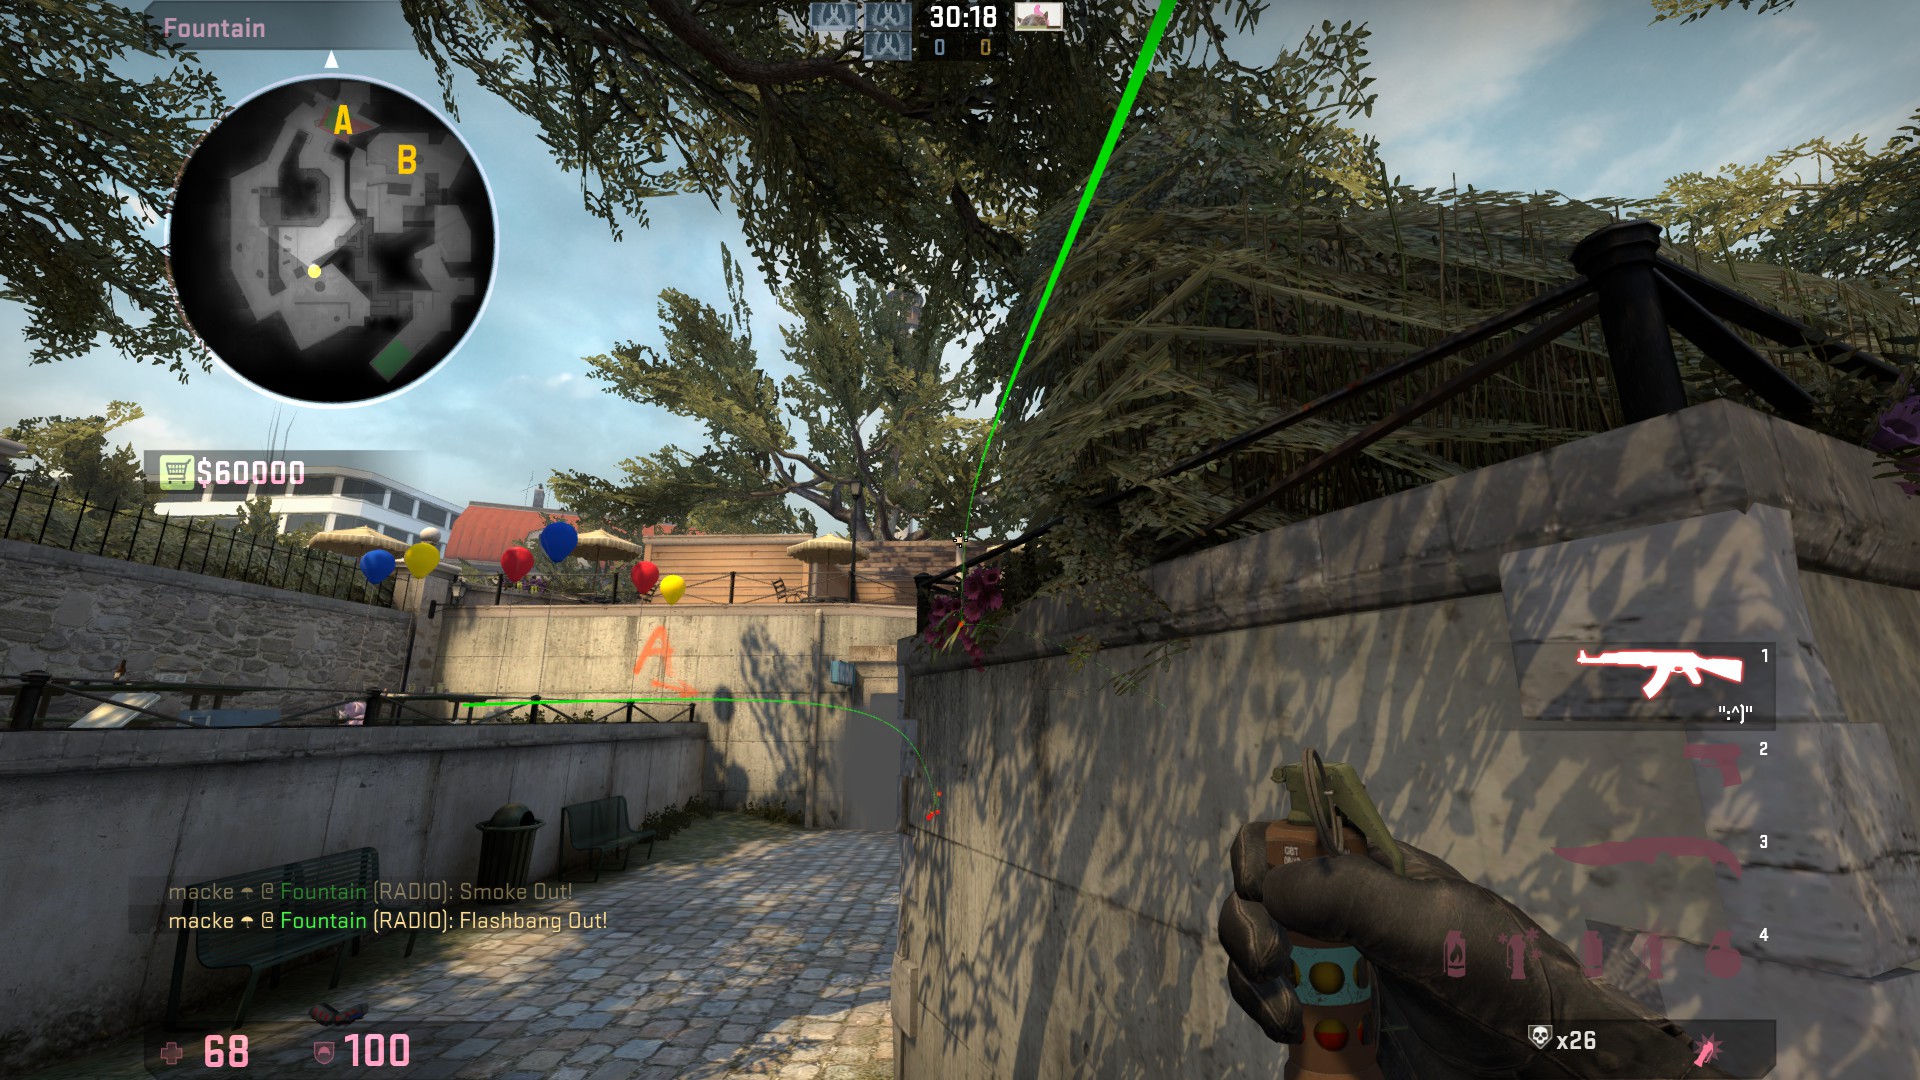 Fountain
30:18
0 0
A
B
$60000
A
1
":^)"
2
3
4
macke @ Fountain (RADIO): Smoke Out!
macke @ Fountain (RADIO): Flashbang Out!
68 100
x26